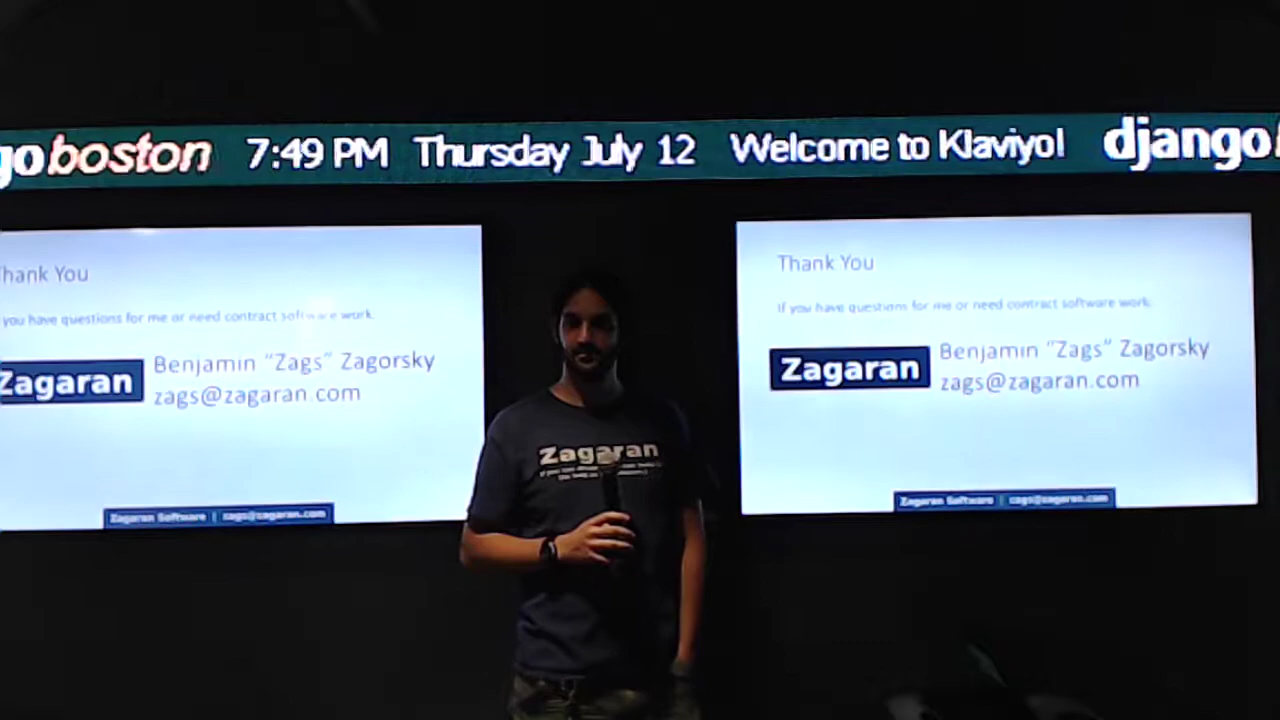 go boston 7:49 PM Thursday July 12 Welcome to Klaviyo! django
hank You
you have questions for me or need contract software work.
Zagaran
Benjamin "Zags" Zagorsky
zags@zagaran.com
Zagaran Software | zags@zagaran.com
Thank You
If you have questions for me or need contract software work:
Zagaran
Benjamin "Zags" Zagorsky
zags@zagaran.com
Zagaran Software | zags@zagaran.com
Zagaran